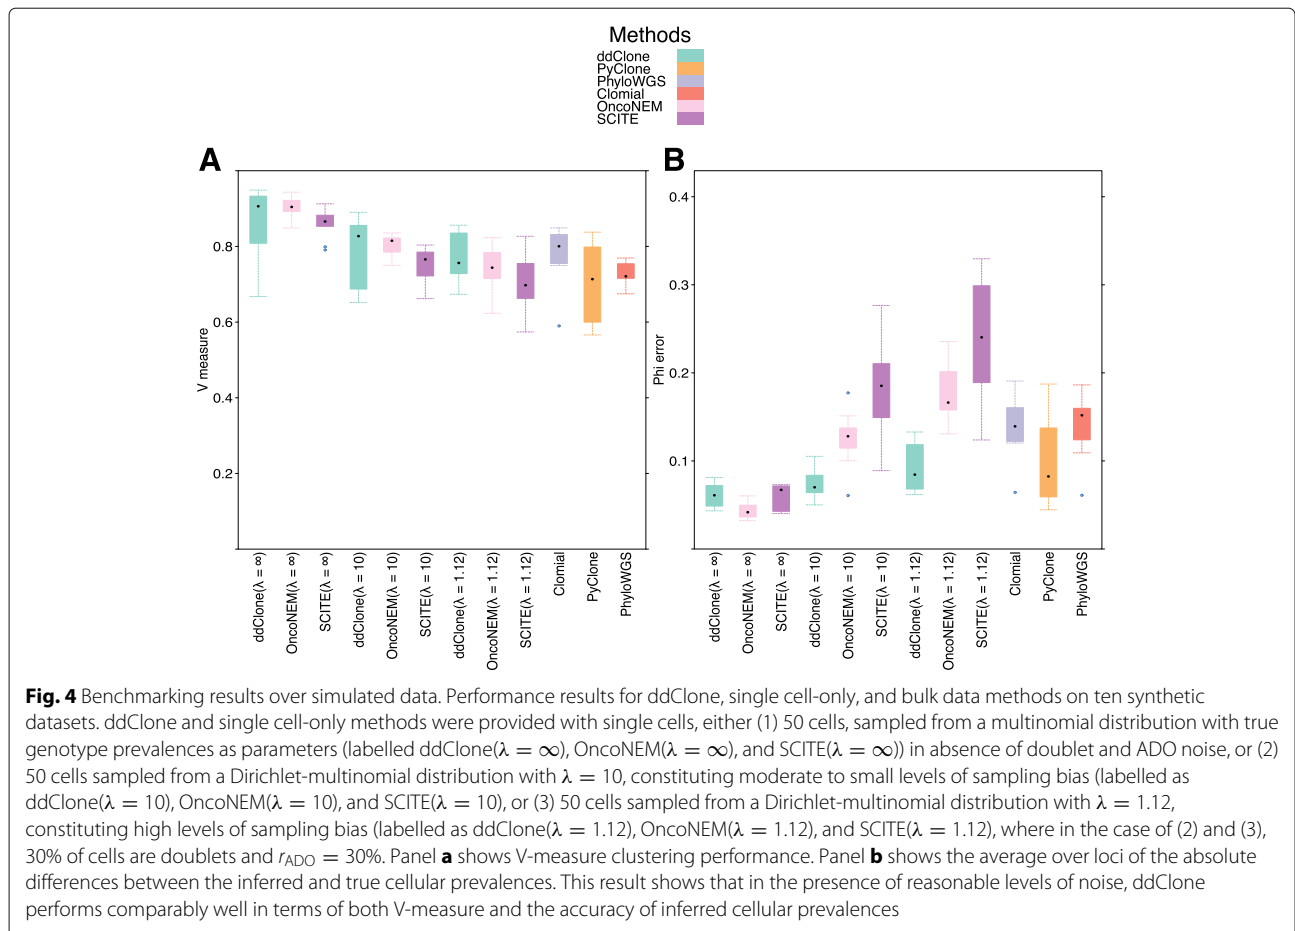 Methods
ddClone
PyClone
PhyloWGS
Clomial
OncoNEM
SCITE
A
V measure
0.8
0.6
0.4
0.2
ddClone(λ = ∞)
OncoNEM(λ = ∞)
SCITE(λ = ∞)
ddClone(λ = 10)
OncoNEM(λ = 10)
SCITE(λ = 10)
ddClone(λ = 1.12)
OncoNEM(λ = 1.12)
SCITE(λ = 1.12)
Clomial
PyClone
PhyloWGS
B
Phi error
0.4
0.3
0.2
0.1
ddClone(λ = ∞)
OncoNEM(λ = ∞)
SCITE(λ = ∞)
ddClone(λ = 10)
OncoNEM(λ = 10)
SCITE(λ = 10)
ddClone(λ = 1.12)
OncoNEM(λ = 1.12)
SCITE(λ = 1.12)
Clomial
PyClone
PhyloWGS
Fig. 4 Benchmarking results over simulated data. Performance results for ddClone, single cell-only, and bulk data methods on ten synthetic
datasets. ddClone and single cell-only methods were provided with single cells, either (1) 50 cells, sampled from a multinomial distribution with true
genotype prevalences as parameters (labelled ddClone(λ = ∞), OncoNEM(λ = ∞), and SCITE(λ = ∞)) in absence of doublet and ADO noise, or (2)
50 cells sampled from a Dirichlet-multinomial distribution with λ = 10, constituting moderate to small levels of sampling bias (labelled as
ddClone(λ = 10), OncoNEM(λ = 10), and SCITE(λ = 10), or (3) 50 cells sampled from a Dirichlet-multinomial distribution with λ = 1.12,
constituting high levels of sampling bias (labelled as ddClone(λ = 1.12), OncoNEM(λ = 1.12), and SCITE(λ = 1.12), where in the case of (2) and (3),
30% of cells are doublets and r_ADO = 30%. Panel a shows V-measure clustering performance. Panel b shows the average over loci of the absolute
differences between the inferred and true cellular prevalences. This result shows that in the presence of reasonable levels of noise, ddClone
performs comparably well in terms of both V-measure and the accuracy of inferred cellular prevalences